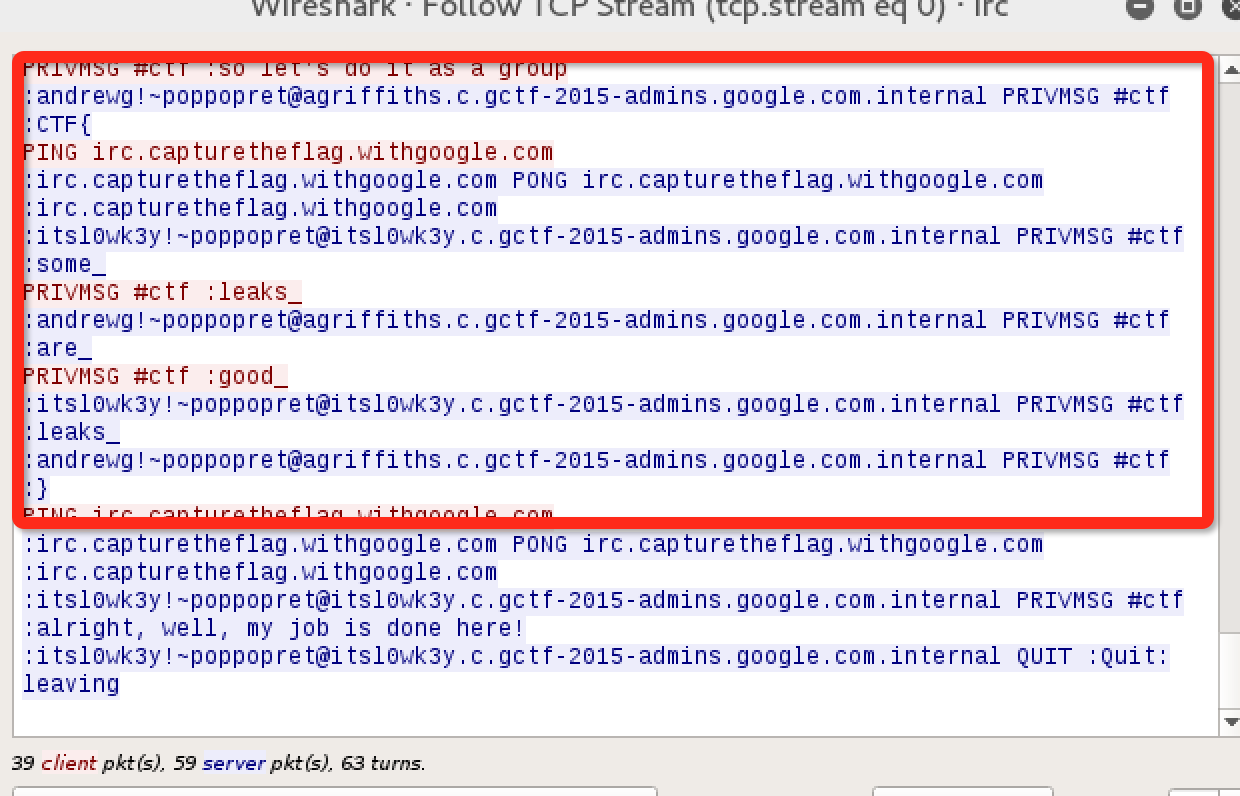 Wireshark · Follow TCP Stream (tcp.stream eq 0) · irc
PRIVMSG #ctf :so let's do it as a group
:andrewg!~poppopret@agriffiths.c.gctf-2015-admins.google.com.internal PRIVMSG #ctf
:CTF{
PING irc.capturetheflag.withgoogle.com
:irc.capturetheflag.withgoogle.com PONG irc.capturetheflag.withgoogle.com
:irc.capturetheflag.withgoogle.com
:itsl0wk3y!~poppopret@itsl0wk3y.c.gctf-2015-admins.google.com.internal PRIVMSG #ctf
:some_
PRIVMSG #ctf :leaks_
:andrewg!~poppopret@agriffiths.c.gctf-2015-admins.google.com.internal PRIVMSG #ctf
:are_
PRIVMSG #ctf :good_
:itsl0wk3y!~poppopret@itsl0wk3y.c.gctf-2015-admins.google.com.internal PRIVMSG #ctf
:leaks_
:andrewg!~poppopret@agriffiths.c.gctf-2015-admins.google.com.internal PRIVMSG #ctf
:}
PING irc.capturetheflag.withgoogle.com
:irc.capturetheflag.withgoogle.com PONG irc.capturetheflag.withgoogle.com
:irc.capturetheflag.withgoogle.com
:itsl0wk3y!~poppopret@itsl0wk3y.c.gctf-2015-admins.google.com.internal PRIVMSG #ctf
:alright, well, my job is done here!
:itsl0wk3y!~poppopret@itsl0wk3y.c.gctf-2015-admins.google.com.internal QUIT :Quit:
leaving
39 client pkt(s), 59 server pkt(s), 63 turns.